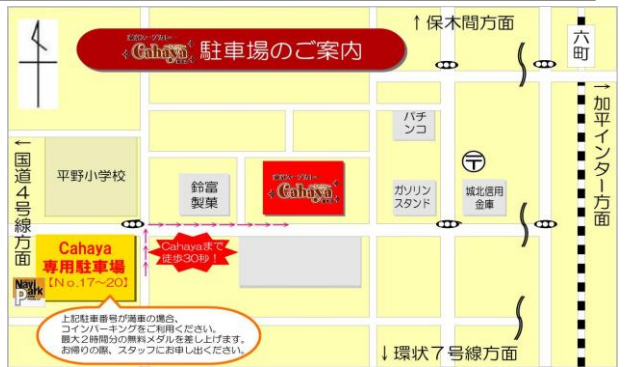 ↑保木間方面
Cahaya 駐車場のご案内
六町
→加平インター方面
パチンコ
〒
←国道4号線方面
平野小学校
鈴富
製菓
Cahaya
ガソリン
スタンド
城北信用
金庫
Cahaya
専用駐車場
【No.17～20】
Cahayaまで
徒歩30秒！
Navi
Park
上記駐車番号が満車の場合、
コインパーキングをご利用ください。
最大2時間分の無料メダルを差し上げます。
お帰りの際、スタッフにお申し出ください。
↓環状7号線方面